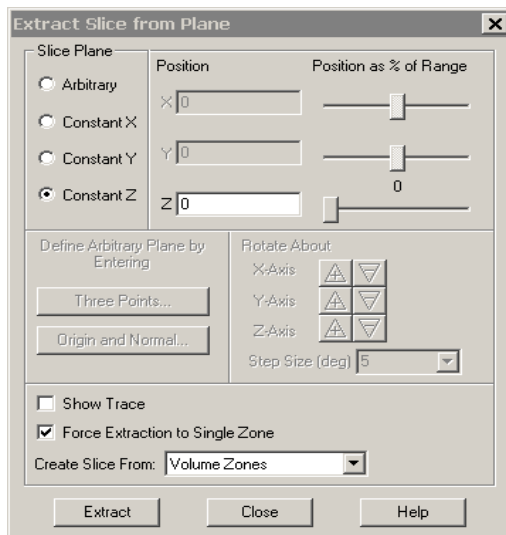 Extract Slice from Plane
Slice Plane
Position
Position as % of Range
Arbitrary
X 0
Constant X
Constant Y
Y 0
0
Constant Z
Z 0
Define Arbitrary Plane by
Entering
Three Points...
Origin and Normal...
Rotate About
X-Axis
Y-Axis
Z-Axis
Step Size (deg) 5
Show Trace
Force Extraction to Single Zone
Create Slice From: Volume Zones
Extract
Close
Help